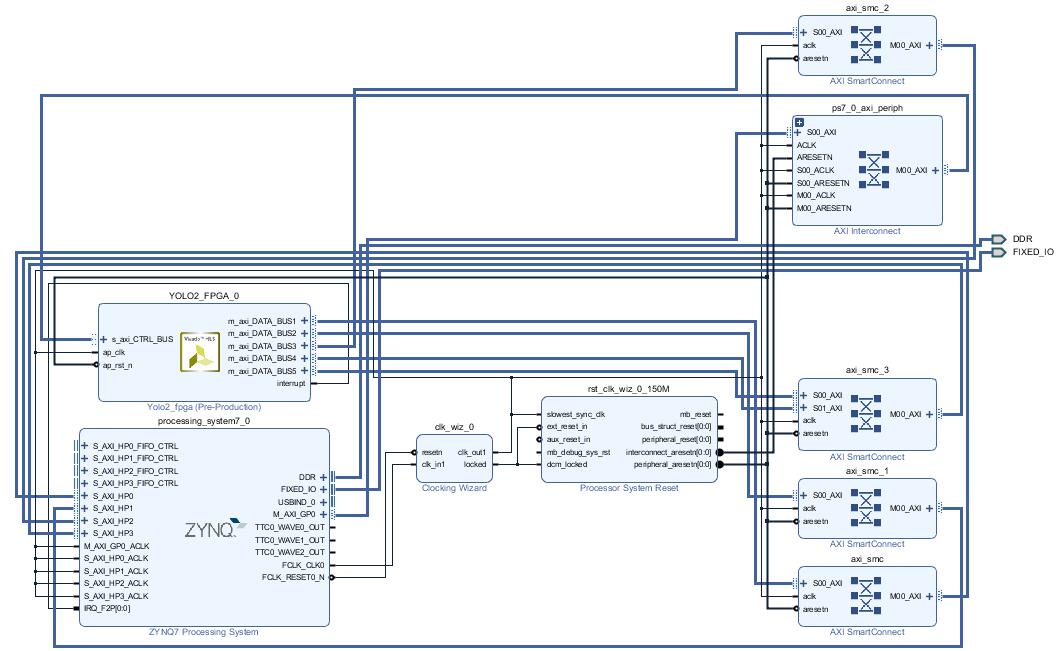 axi_smc_2
S00_AXI
aclk
aresetn
M00_AXI
AXI SmartConnect
ps7_0_axi_periph
S00_AXI
ACLK
ARESETN
S00_ACLK
S00_ARESETN
M00_ACLK
M00_ARESETN
M00_AXI
AXI Interconnect
DDR
FIXED_IO
YOLO2_FPGA_0
s_axi_CTRL_BUS
ap_clk
ap_rst_n
Vivado™ HLS
m_axi_DATA_BUS1
m_axi_DATA_BUS2
m_axi_DATA_BUS3
m_axi_DATA_BUS4
m_axi_DATA_BUS5
interrupt
Yolo2_fpga (Pre-Production)
processing_system7_0
S_AXI_HP0_FIFO_CTRL
S_AXI_HP1_FIFO_CTRL
S_AXI_HP2_FIFO_CTRL
S_AXI_HP3_FIFO_CTRL
S_AXI_HP0
S_AXI_HP1
S_AXI_HP2
S_AXI_HP3
M_AXI_GP0_ACLK
S_AXI_HP0_ACLK
S_AXI_HP1_ACLK
S_AXI_HP2_ACLK
S_AXI_HP3_ACLK
IRQ_F2P[0:0]
ZYNQ
DDR
FIXED_IO
USBIND_0
M_AXI_GP0
TTC0_WAVE0_OUT
TTC0_WAVE1_OUT
TTC0_WAVE2_OUT
FCLK_CLK0
FCLK_RESET0_N
ZYNQ7 Processing System
clk_wiz_0
resetn
clk_in1
clk_out1
locked
Clocking Wizard
rst_clk_wiz_0_150M
slowest_sync_clk
ext_reset_in
aux_reset_in
mb_debug_sys_rst
dcm_locked
mb_reset
bus_struct_reset[0:0]
peripheral_reset[0:0]
interconnect_aresetn[0:0]
peripheral_aresetn[0:0]
Processor System Reset
axi_smc_3
S00_AXI
S01_AXI
aclk
aresetn
M00_AXI
AXI SmartConnect
axi_smc_1
S00_AXI
aclk
aresetn
M00_AXI
AXI SmartConnect
axi_smc
S00_AXI
aclk
aresetn
M00_AXI
AXI SmartConnect